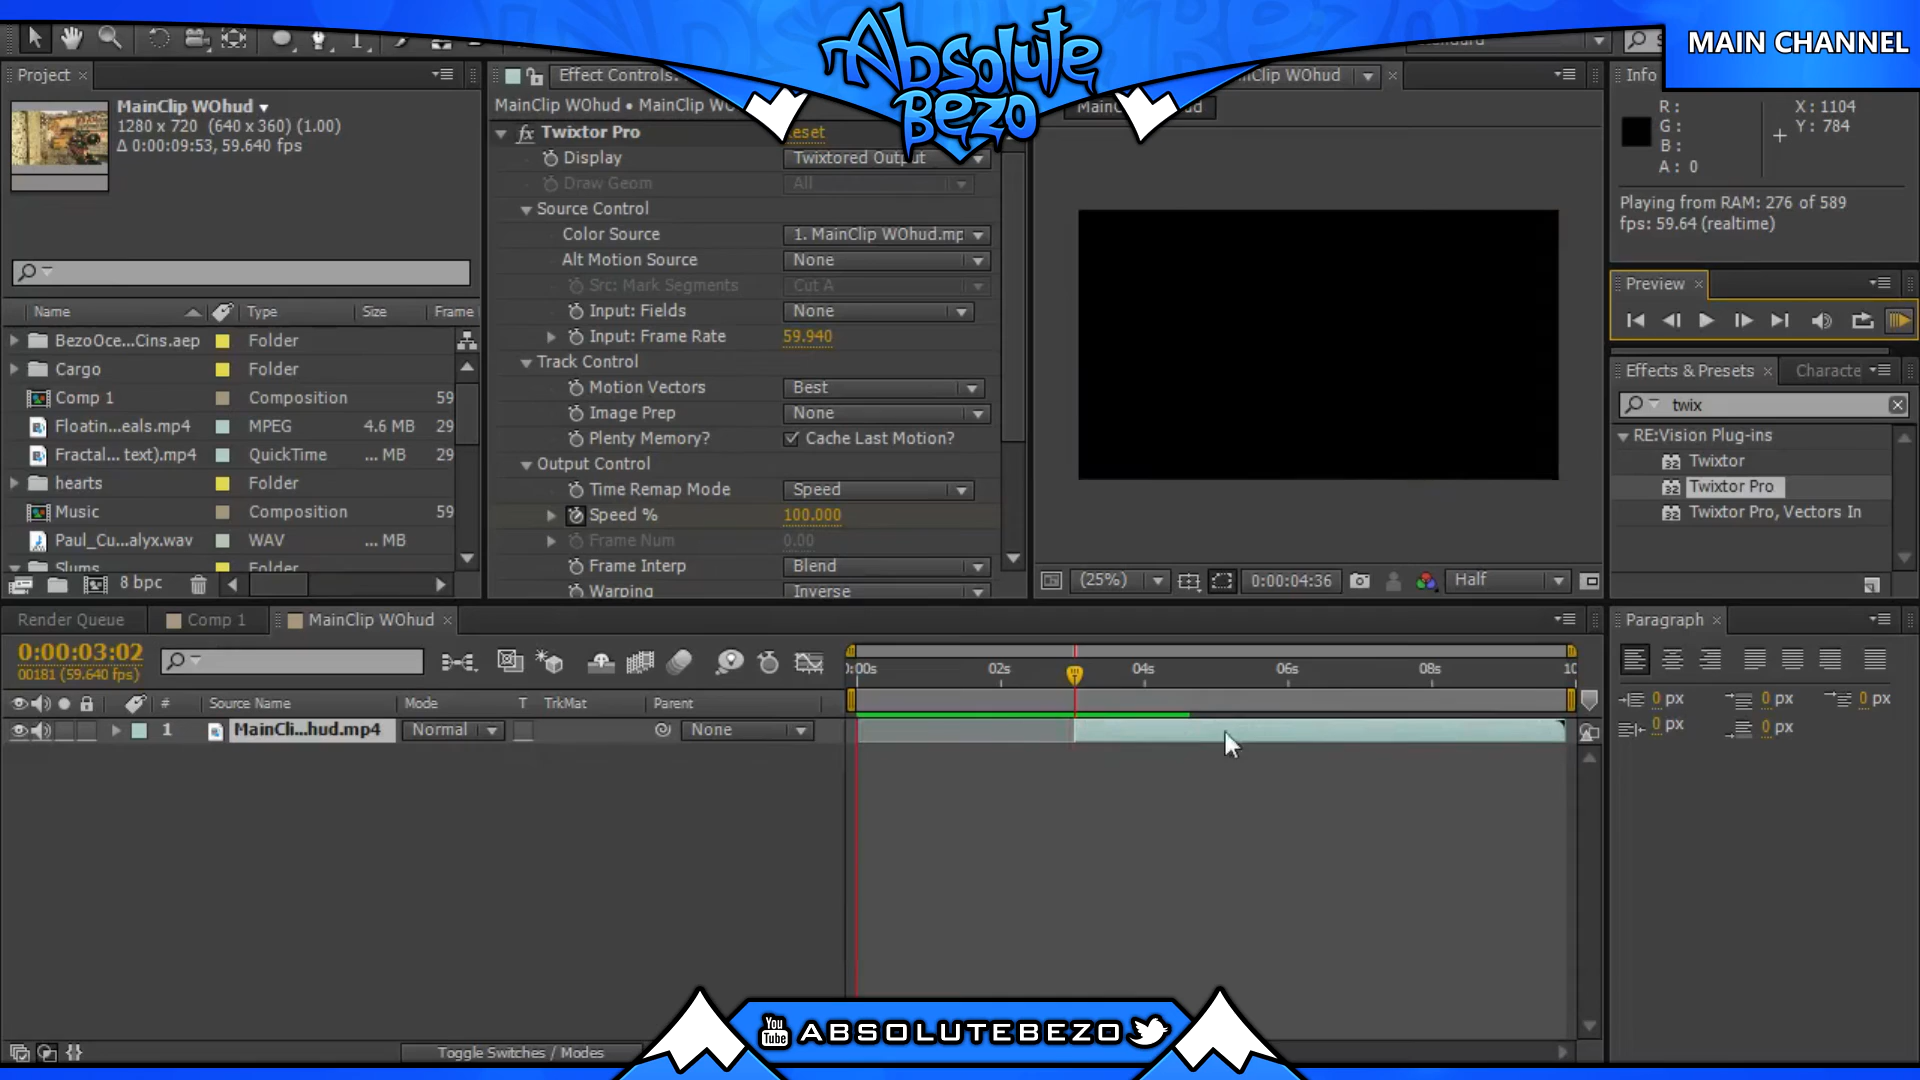 Absolute
Bezo
MAIN CHANNEL
Project
MainClip WOhud
1280 x 720 (640 x 360) (1.00)
Δ 0:00:09:53, 59.640 fps
Name Type Size Frame
BezoOce...Cins.aep Folder
Cargo Folder
Comp 1 Composition 59
Floatin...eals.mp4 MPEG 4.6 MB 29
Fractal... text).mp4 QuickTime ... MB 29
hearts Folder
Music Composition 59
Paul_Cu...alyx.wav WAV ... MB
Slums Folder
8 bpc
Effect Controls:
MainClip WOhud • MainClip WO
fx Twixtor Pro eset
Display Twixtored Output
Draw Geom All
Source Control
Color Source 1. MainClip WOhud.mp
Alt Motion Source None
Src: Mark Segments Cut A
Input: Fields None
Input: Frame Rate 59.940
Track Control
Motion Vectors Best
Image Prep None
Plenty Memory? Cache Last Motion?
Output Control
Time Remap Mode Speed
Speed % 100.000
Frame Num 0.00
Frame Interp Blend
Warping Inverse
Clip WOhud
(25%) 0:00:04:36 Half
Info
R: X: 1104
G: Y: 784
B:
A: 0
Playing from RAM: 276 of 589
fps: 59.64 (realtime)
Preview
Effects & Presets Characte
twix
RE:Vision Plug-ins
Twixtor
Twixtor Pro
Twixtor Pro, Vectors In
Render Queue Comp 1 MainClip WOhud
0:00:03:02
00181 (59.640 fps)
0:00s 02s 04s 06s 08s 10
# Source Name Mode T TrkMat Parent
1 MainCli...hud.mp4 Normal None
Toggle Switches / Modes
Paragraph
0 px 0 px 0 px
0 px 0 px
You
Tube
ABSOLUTEBEZO